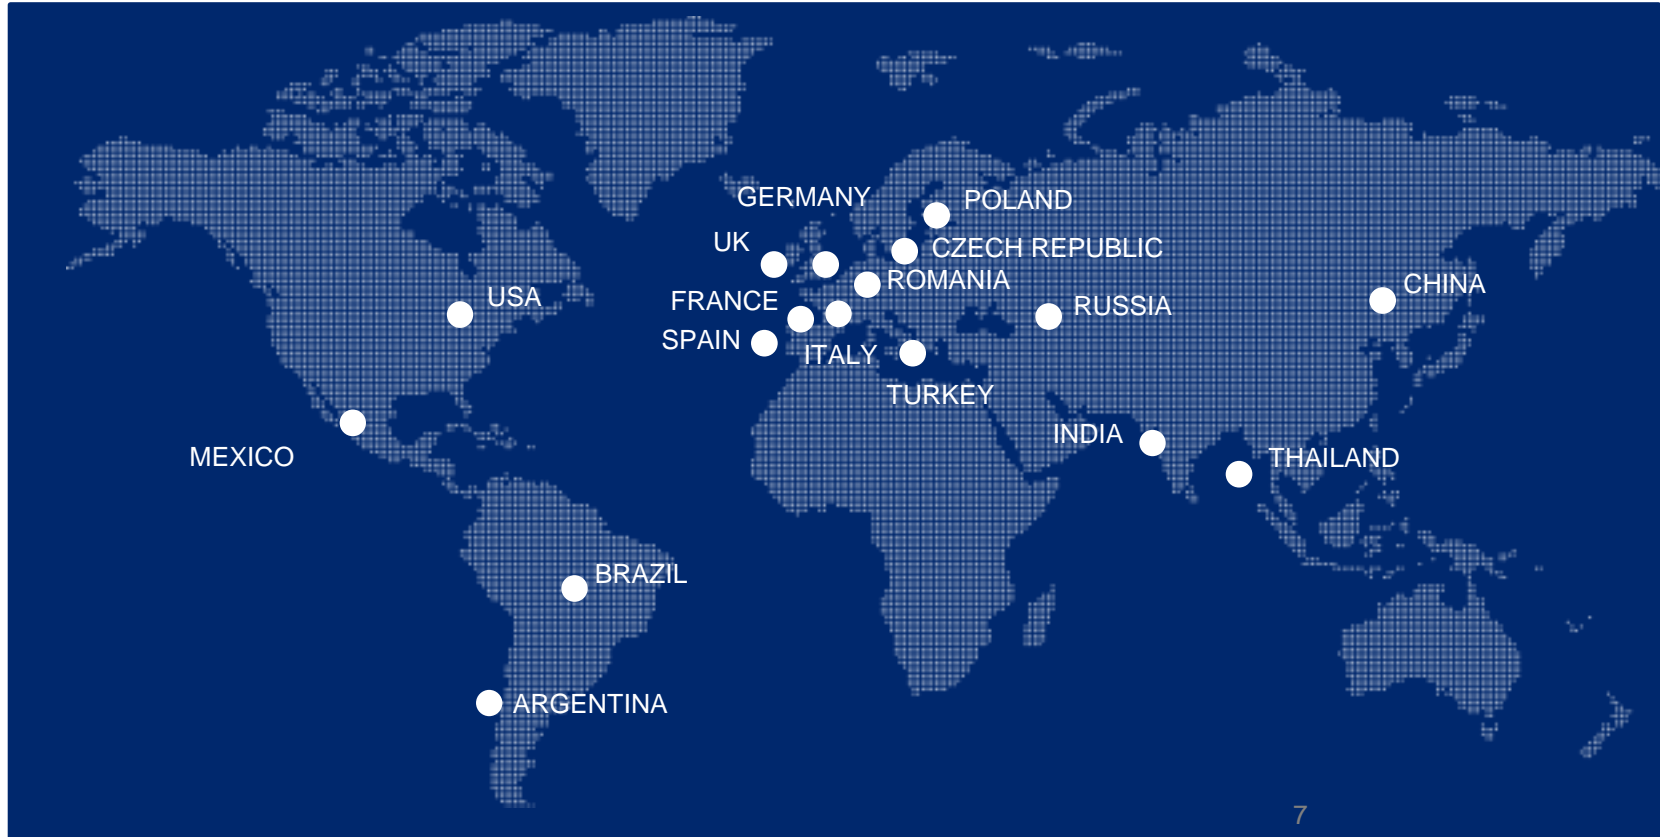 GERMANY
POLAND
UK
CZECH REPUBLIC
ROMANIA
CHINA
USA
FRANCE
RUSSIA
SPAIN
ITALY
TURKEY
INDIA
MEXICO
THAILAND
BRAZIL
ARGENTINA
7